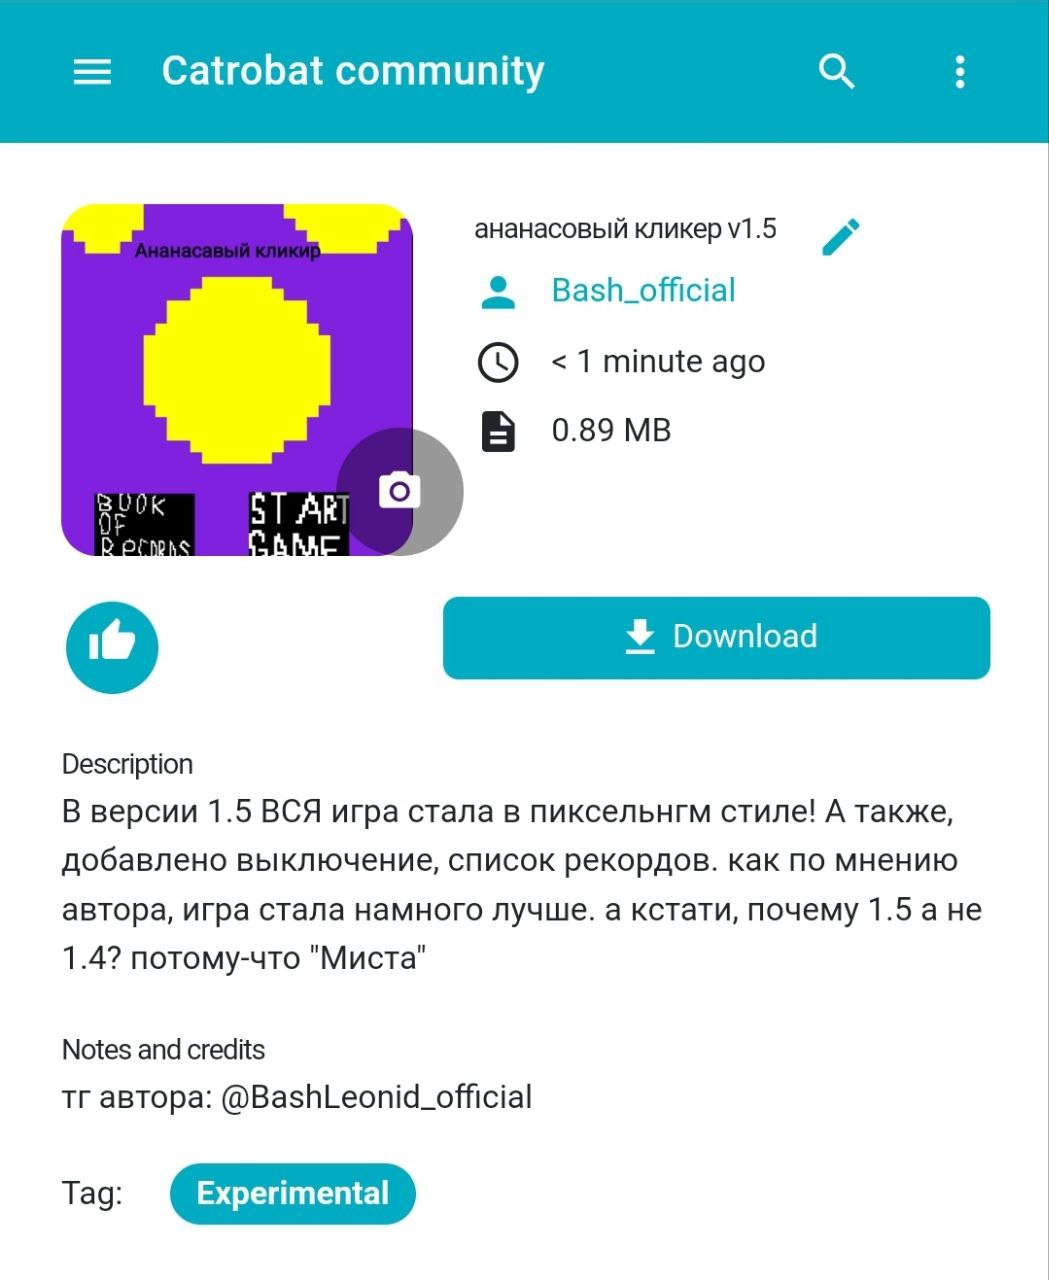 Catrobat community
Ананасавый кликир
BOOK
OF
RECORDS
START
GAME
ананасовый кликер v1.5
Bash_official
< 1 minute ago
0.89 MB
Download
Description
В версии 1.5 ВСЯ игра стала в пиксельнгм стиле! А также,
добавлено выключение, список рекордов. как по мнению
автора, игра стала намного лучше. а кстати, почему 1.5 а не
1.4? потому-что "Миста"
Notes and credits
тг автора: @BashLeonid_official
Tag:
Experimental